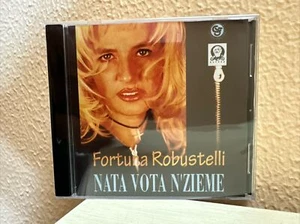 Fortuna Robustelli
NATA VOTA N'ZIEME